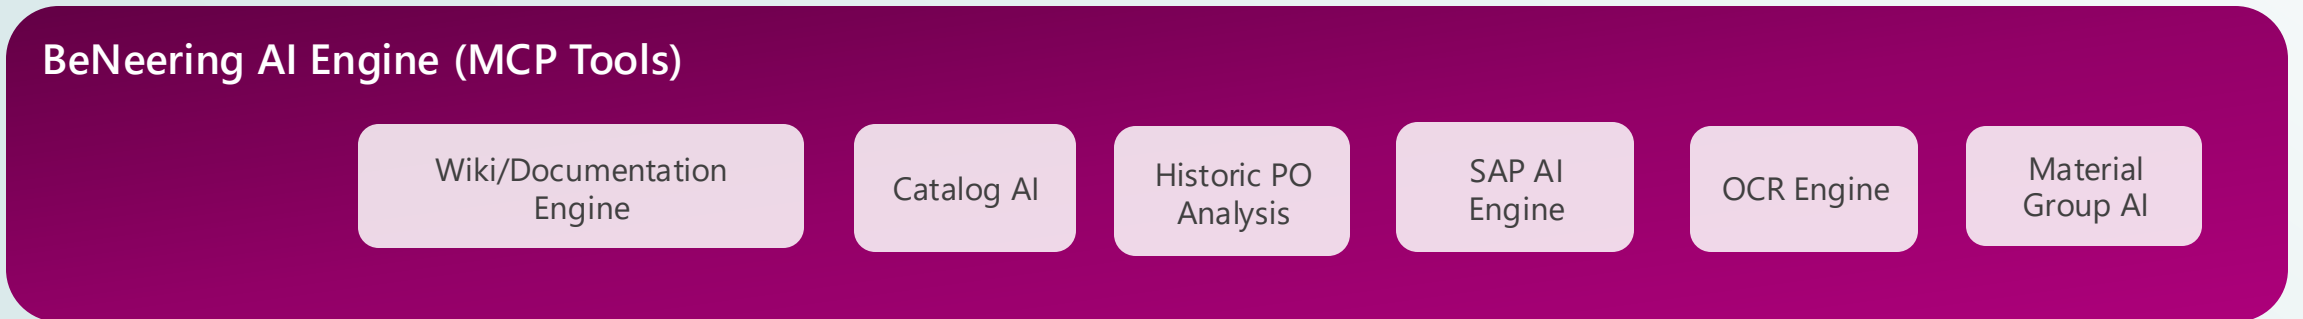 BeNeering AI Engine (MCP Tools)
Wiki/Documentation
Engine
Catalog AI
Historic PO
Analysis
SAP AI
Engine
OCR Engine
Material
Group AI